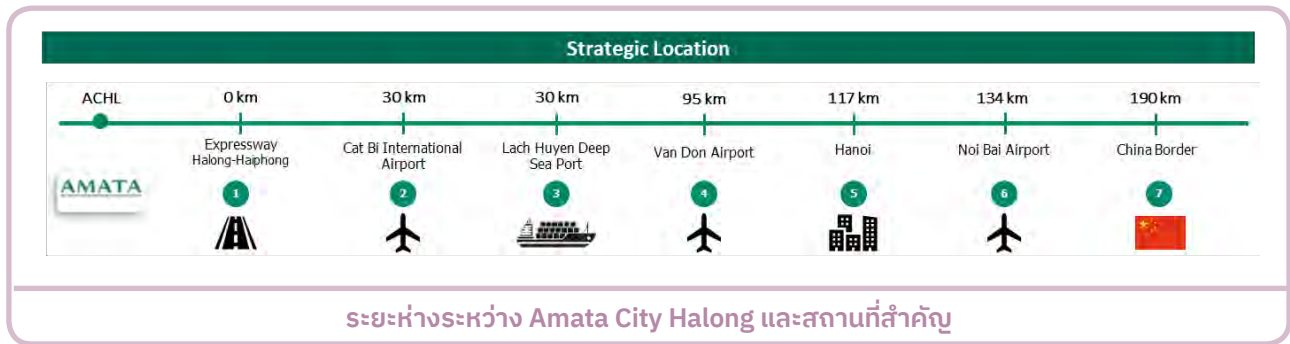 Strategic Location
ACHL
0 km
30 km
30 km
95 km
117 km
134 km
190 km
Expressway
Halong-Haiphong
Cat Bi International
Airport
Lach Huyen Deep
Sea Port
Van Don Airport
Hanoi
Noi Bai Airport
China Border
AMATA
1
2
3
4
5
6
7
ระยะห่างระหว่าง Amata City Halong และสถานที่สำคัญ